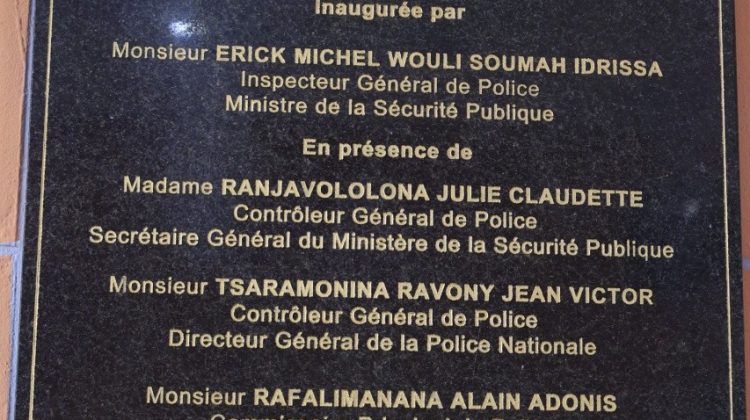 Inaugurée par
Monsieur ERICK MICHEL WOULI SOUMAH IDRISSA
Inspecteur Général de Police
Ministre de la Sécurité Publique
En présence de
Madame RANJAVOLOLONA JULIE CLAUDETTE
Contrôleur Général de Police
Secrétaire Général du Ministère de la Sécurité Publique
Monsieur TSARAMONINA RAVONY JEAN VICTOR
Contrôleur Général de Police
Directeur Général de la Police Nationale
Monsieur RAFALIMANANA ALAIN ADONIS